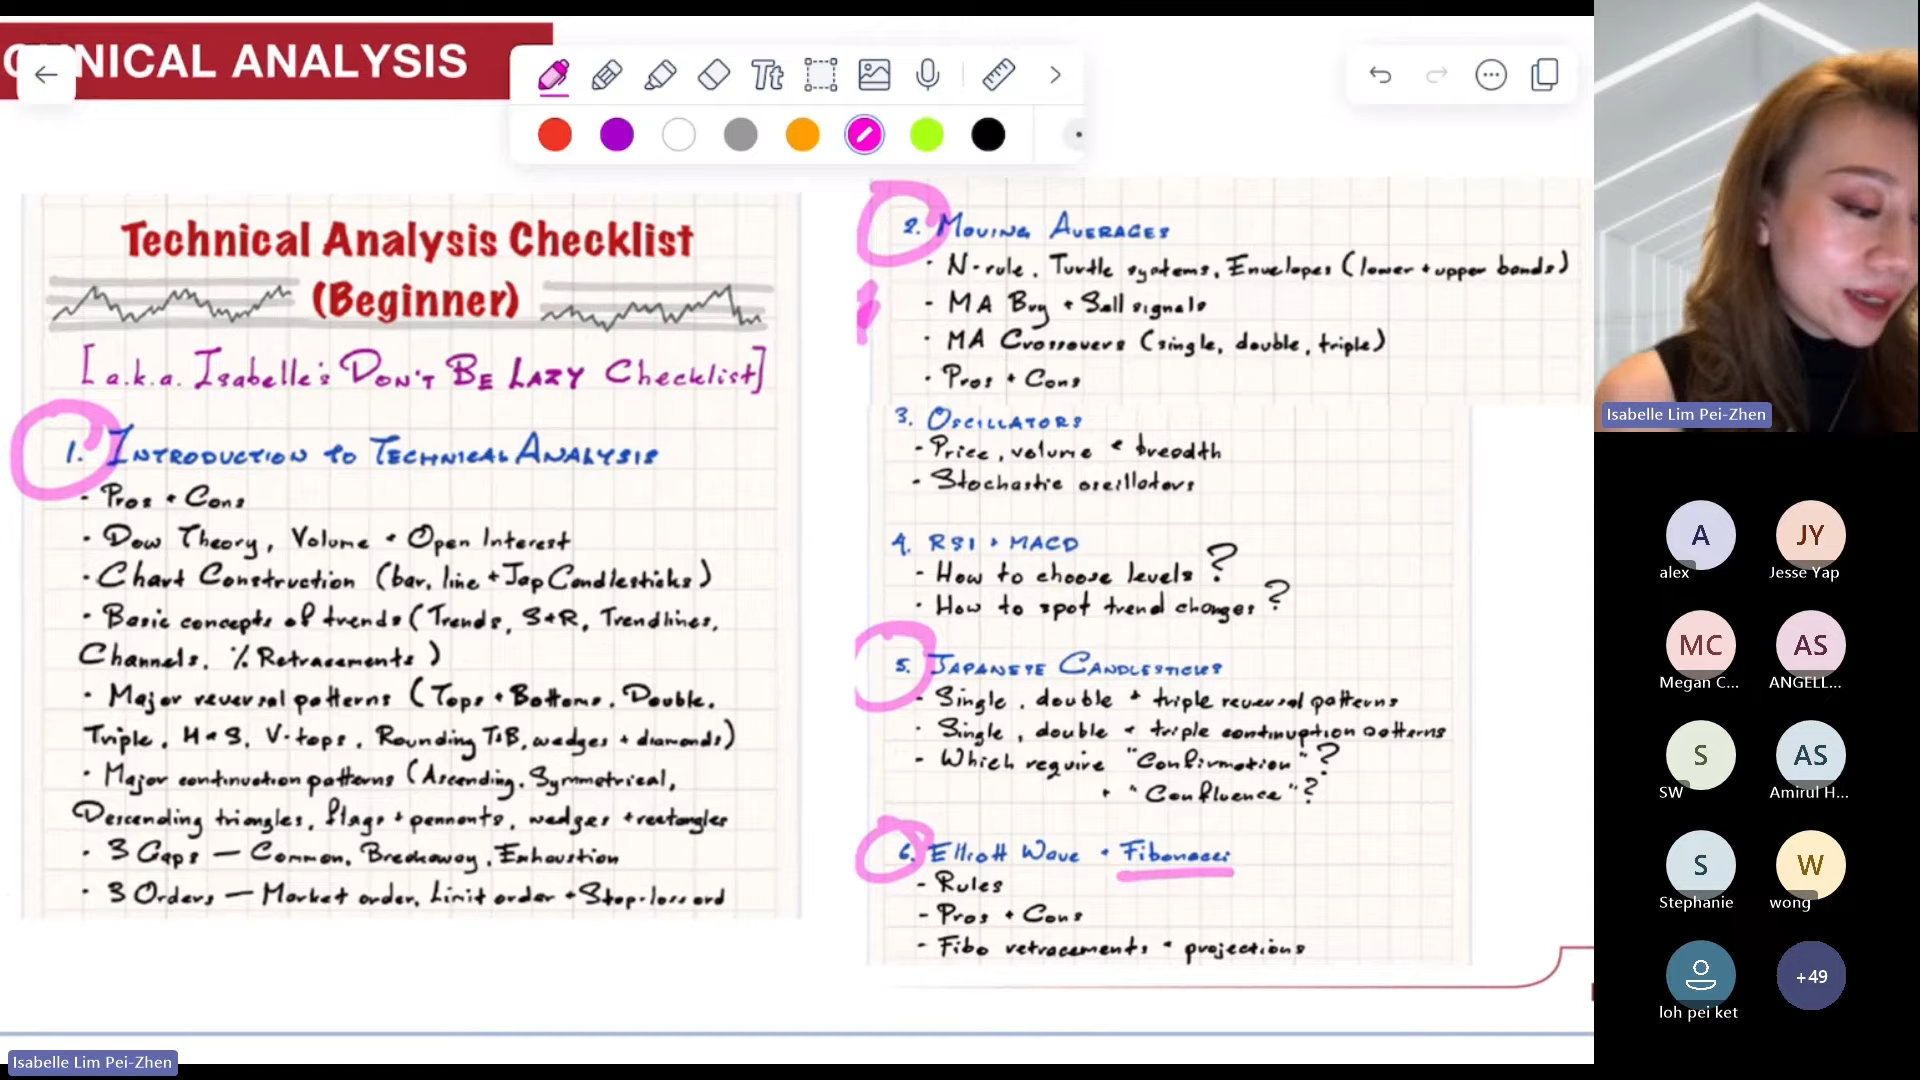 NICAL ANALYSIS
Tt
Technical Analysis Checklist
(Beginner)
[a.k.a. Isabelle's DON'T BE LAZY Checklist]
1. INTRODUCTION to TECHNICAL ANALYSIS
- Pros + Cons
- Dow Theory, Volume + Open Interest
- Chart Construction (bar, line + Jap Candlesticks)
- Basic concepts of trends (Trends, S+R, Trendlines,
Channels, % Retracements)
- Major reversal patterns (Tops + Bottoms, Double,
Triple, H+S, V-tops, Rounding T+B, wedges + diamonds)
- Major continuation patterns (Ascending, Symmetrical,
Descending triangles, flags + pennants, wedges + rectangles
- 3 Gaps — Common, Breakaway, Exhaustion
- 3 Orders — Market order, Limit order + Stop-loss ord
2. MOVING AVERAGES
- N-rule, Turtle systems, Envelopes (lower + upper bands)
- MA Buy + Sell signals
- MA Crossovers (single, double, triple)
- Pros + Cons
3. OSCILLATORS
- Price, volume + breadth
- Stochastic oscillators
4. RSI + MACD
- How to choose levels?
- How to spot trend changes?
5. JAPANESE CANDLESTICKS
- Single, double + triple reversal patterns
- Single, double + triple continuation patterns
- Which require "Confirmation"?
+ "Confluence"?
6. Elliott Wave + Fibonacci
- Rules
- Pros + Cons
- Fibo retracements + projections
Isabelle Lim Pei-Zhen
Isabelle Lim Pei-Zhen
A
alex
JY
Jesse Yap
MC
Megan C...
AS
ANGELL...
S
SW
AS
Amirul H...
S
Stephanie
W
wong
loh pei ket
+49